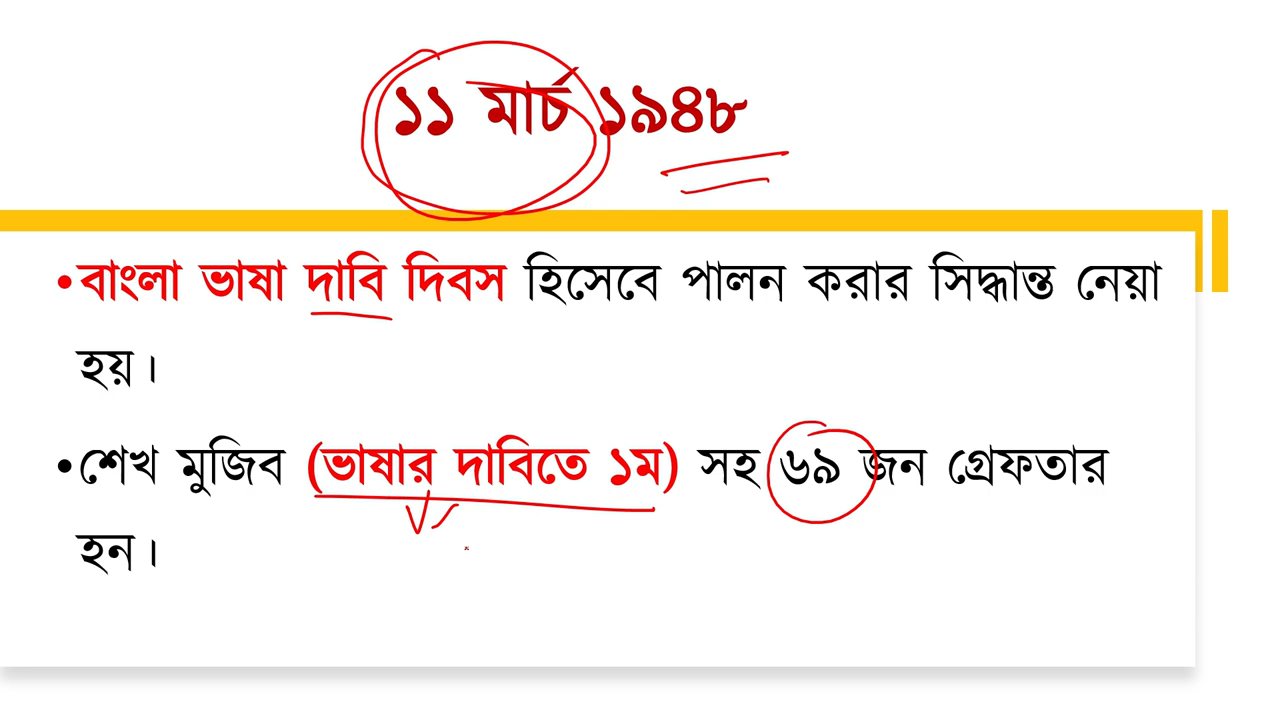 ১১ মার্চ ১৯৪৮
•বাংলা ভাষা দাবি দিবস হিসেবে পালন করার সিদ্ধান্ত নেয়া
হয়।
•শেখ মুজিব (ভাষার দাবিতে ১ম) সহ ৬৯ জন গ্রেফতার
হন।